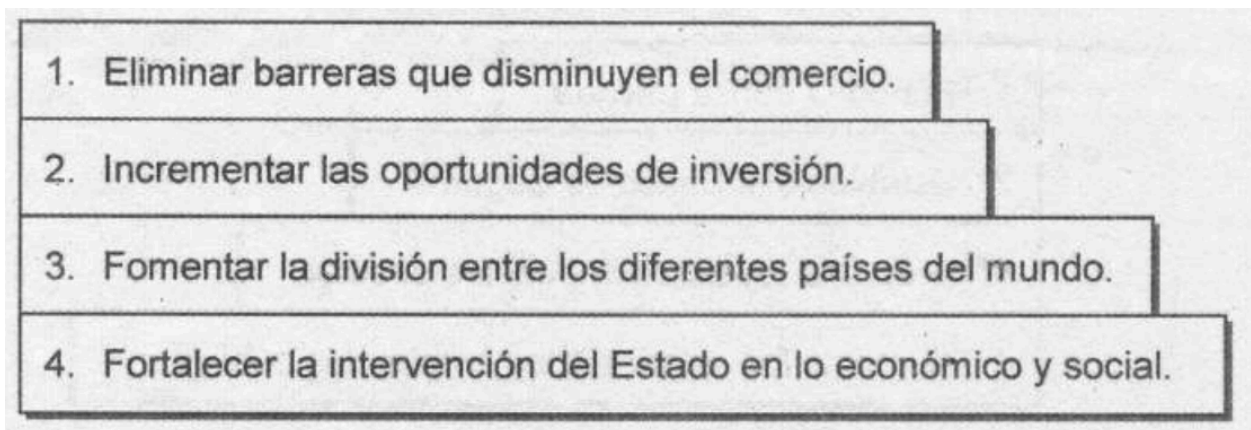 1. Eliminar barreras que disminuyen el comercio.
2. Incrementar las oportunidades de inversión.
3. Fomentar la división entre los diferentes países del mundo.
4. Fortalecer la intervención del Estado en lo económico y social.